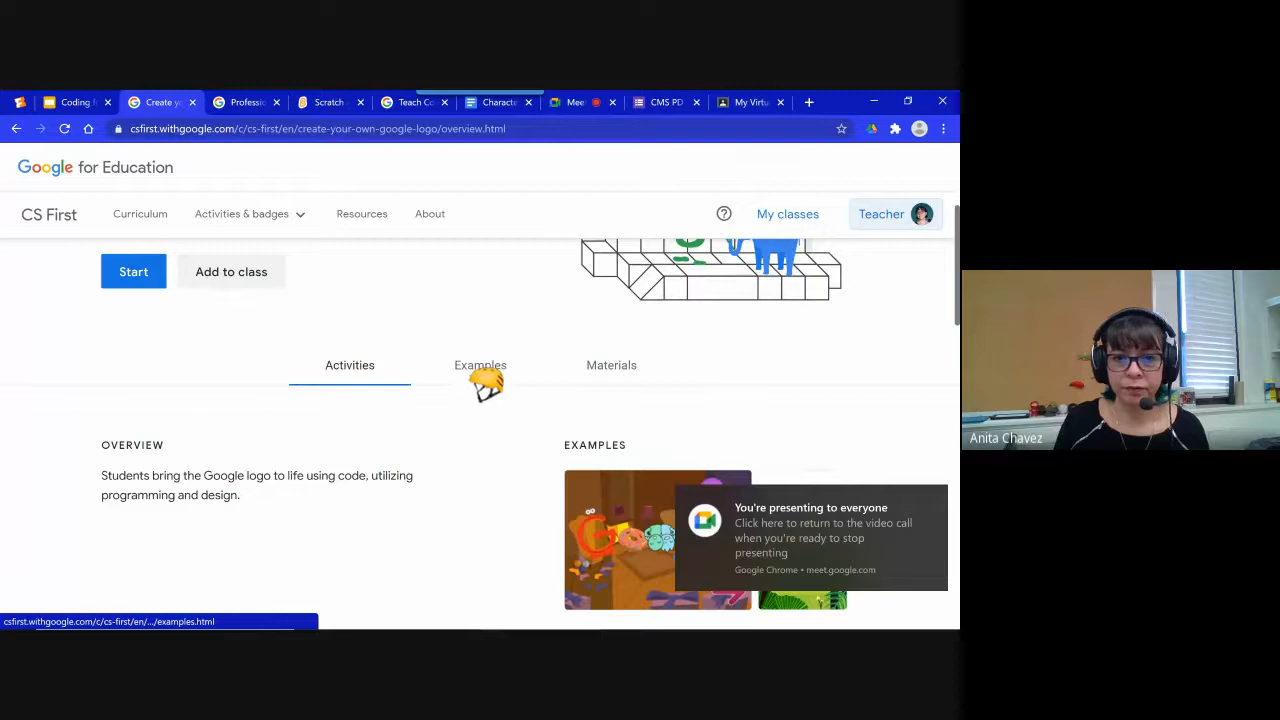 Coding f
Create yo
Professio
Scratch
Teach Co
Characte
Meet
CMS PD
My Virtu
csfirst.withgoogle.com/c/cs-first/en/create-your-own-google-logo/overview.html
Google for Education
CS First
Curriculum
Activities & badges
Resources
About
My classes
Teacher
Start
Add to class
Activities
Examples
Materials
OVERVIEW
EXAMPLES
Students bring the Google logo to life using code, utilizing
programming and design.
You're presenting to everyone
Click here to return to the video call
when you're ready to stop
presenting
Google Chrome • meet.google.com
Anita Chavez
csfirst.withgoogle.com/c/cs-first/en/.../examples.html